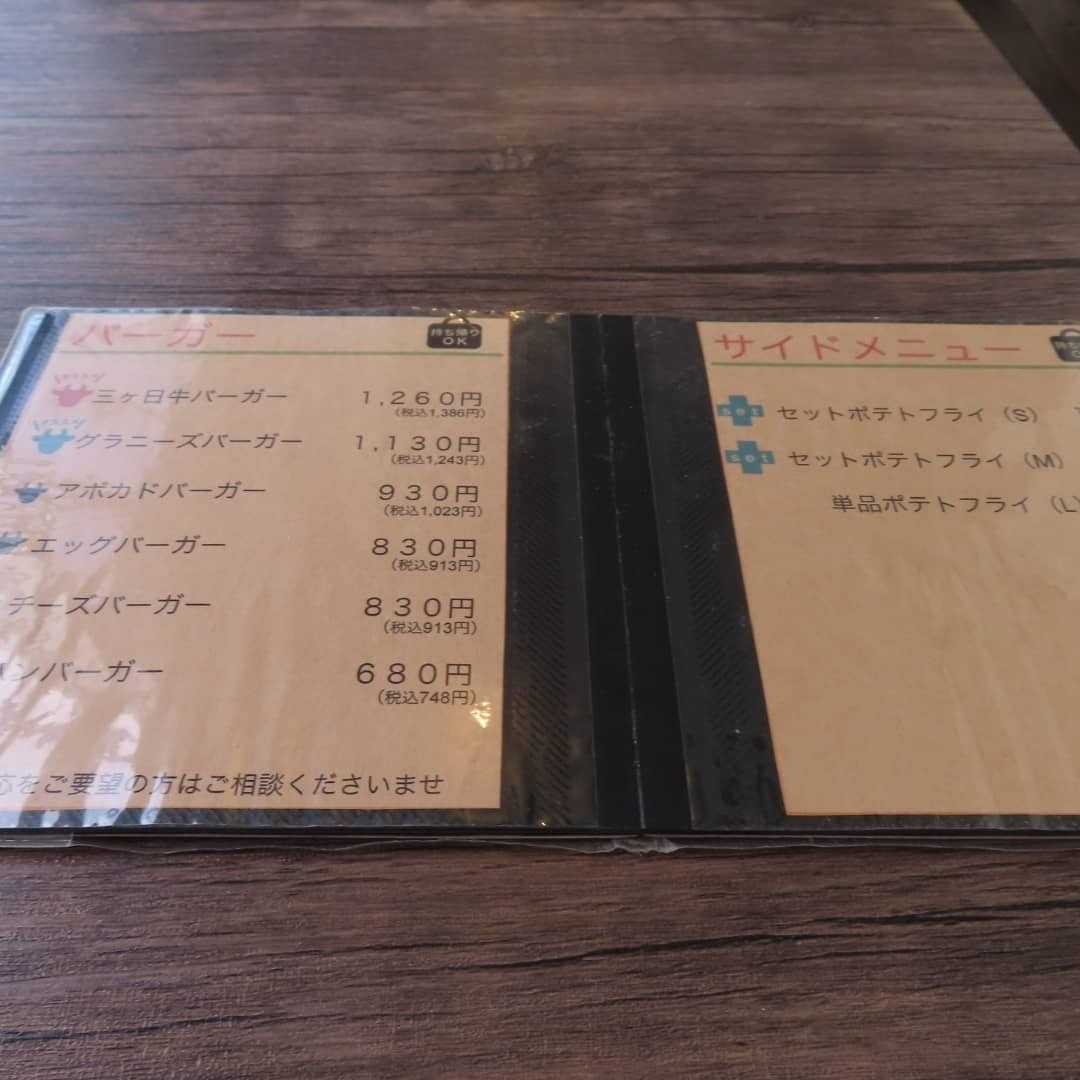 バーガー
持ち帰り
OK
三ヶ日牛バーガー 1,260円
(税込1,386円)
グラニーズバーガー 1,130円
(税込1,243円)
アボカドバーガー 930円
(税込1,023円)
エッグバーガー 830円
(税込913円)
チーズバーガー 830円
(税込913円)
ンバーガー 680円
(税込748円)
をご要望の方はご相談くださいませ
サイドメニュー
持ち
set セットポテトフライ(S)
set セットポテトフライ(M)
単品ポテトフライ(L)